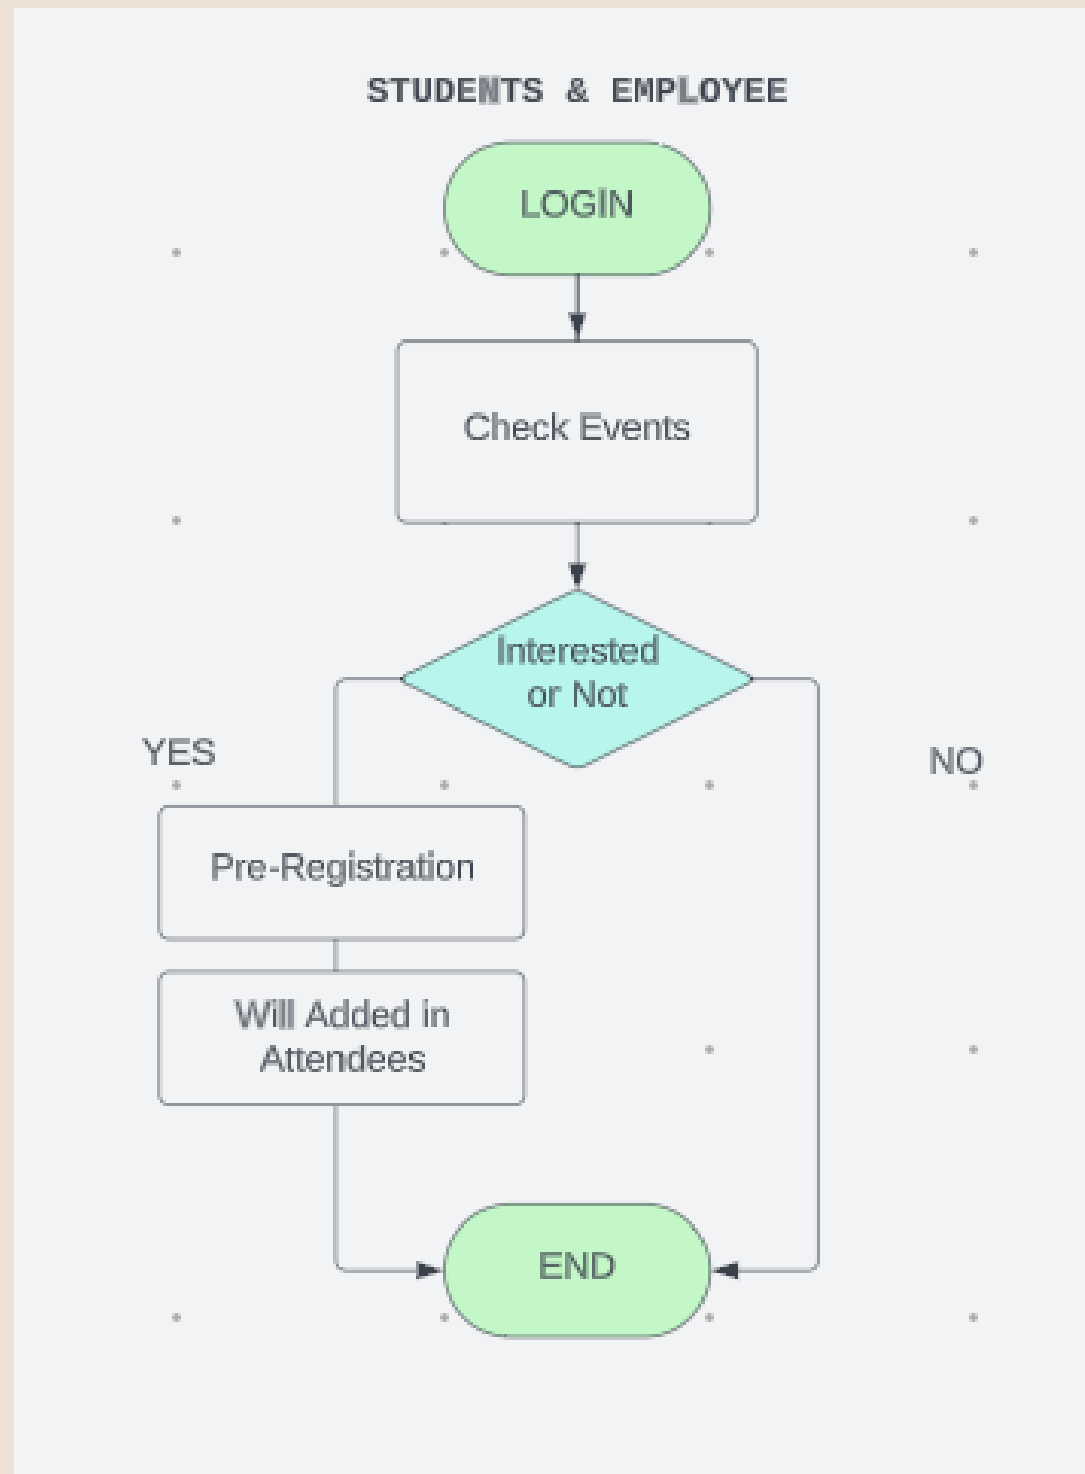 STUDENTS & EMPLOYEE
LOGIN
Check Events
Interested
or Not
YES
NO
Pre-Registration
Will Added in
Attendees
END